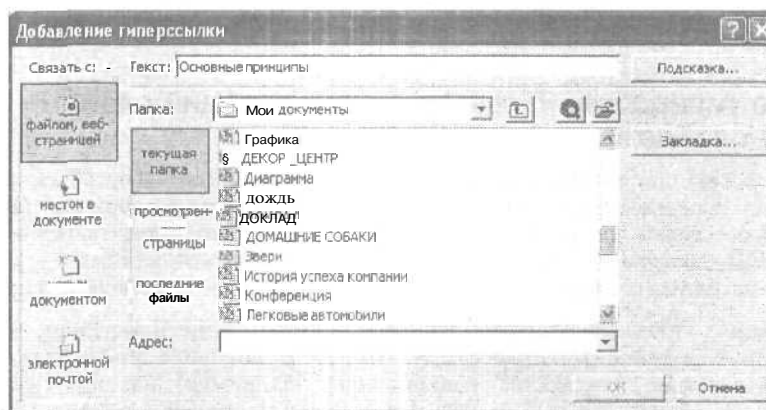 Добавление гиперссылки
Связать с: - Текст: Основные принципы Подсказка...
Папка: Мои документы
файлом, веб-
страницей
Закладка...
текущая
папка
Графика
§ ДЕКОР _ЦЕНТР
Диаграмма
местом в
документе
дождь
просмотрен-
ДОКЛАД
страницы
ДОМАШНИЕ СОБАКИ
Звери
История успеха компании
документом
последние
файлы
Конференция
Легковые автомобили
Адрес:
электронной
почтой
OK Отмена